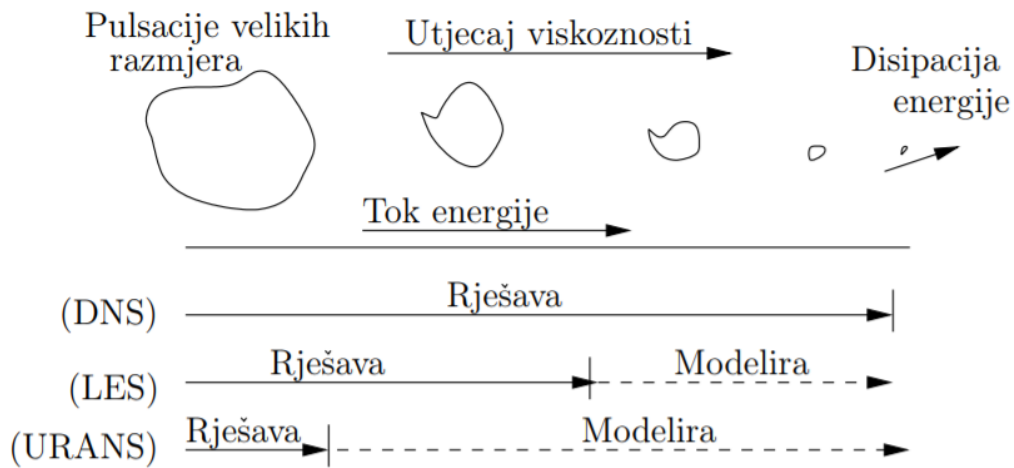 Pulsacije velikih
razmjera
Utjecaj viskoznosti
Disipacija
energije
Tok energije
(DNS) Rješava
(LES) Rješava Modelira
(URANS) Rješava Modelira